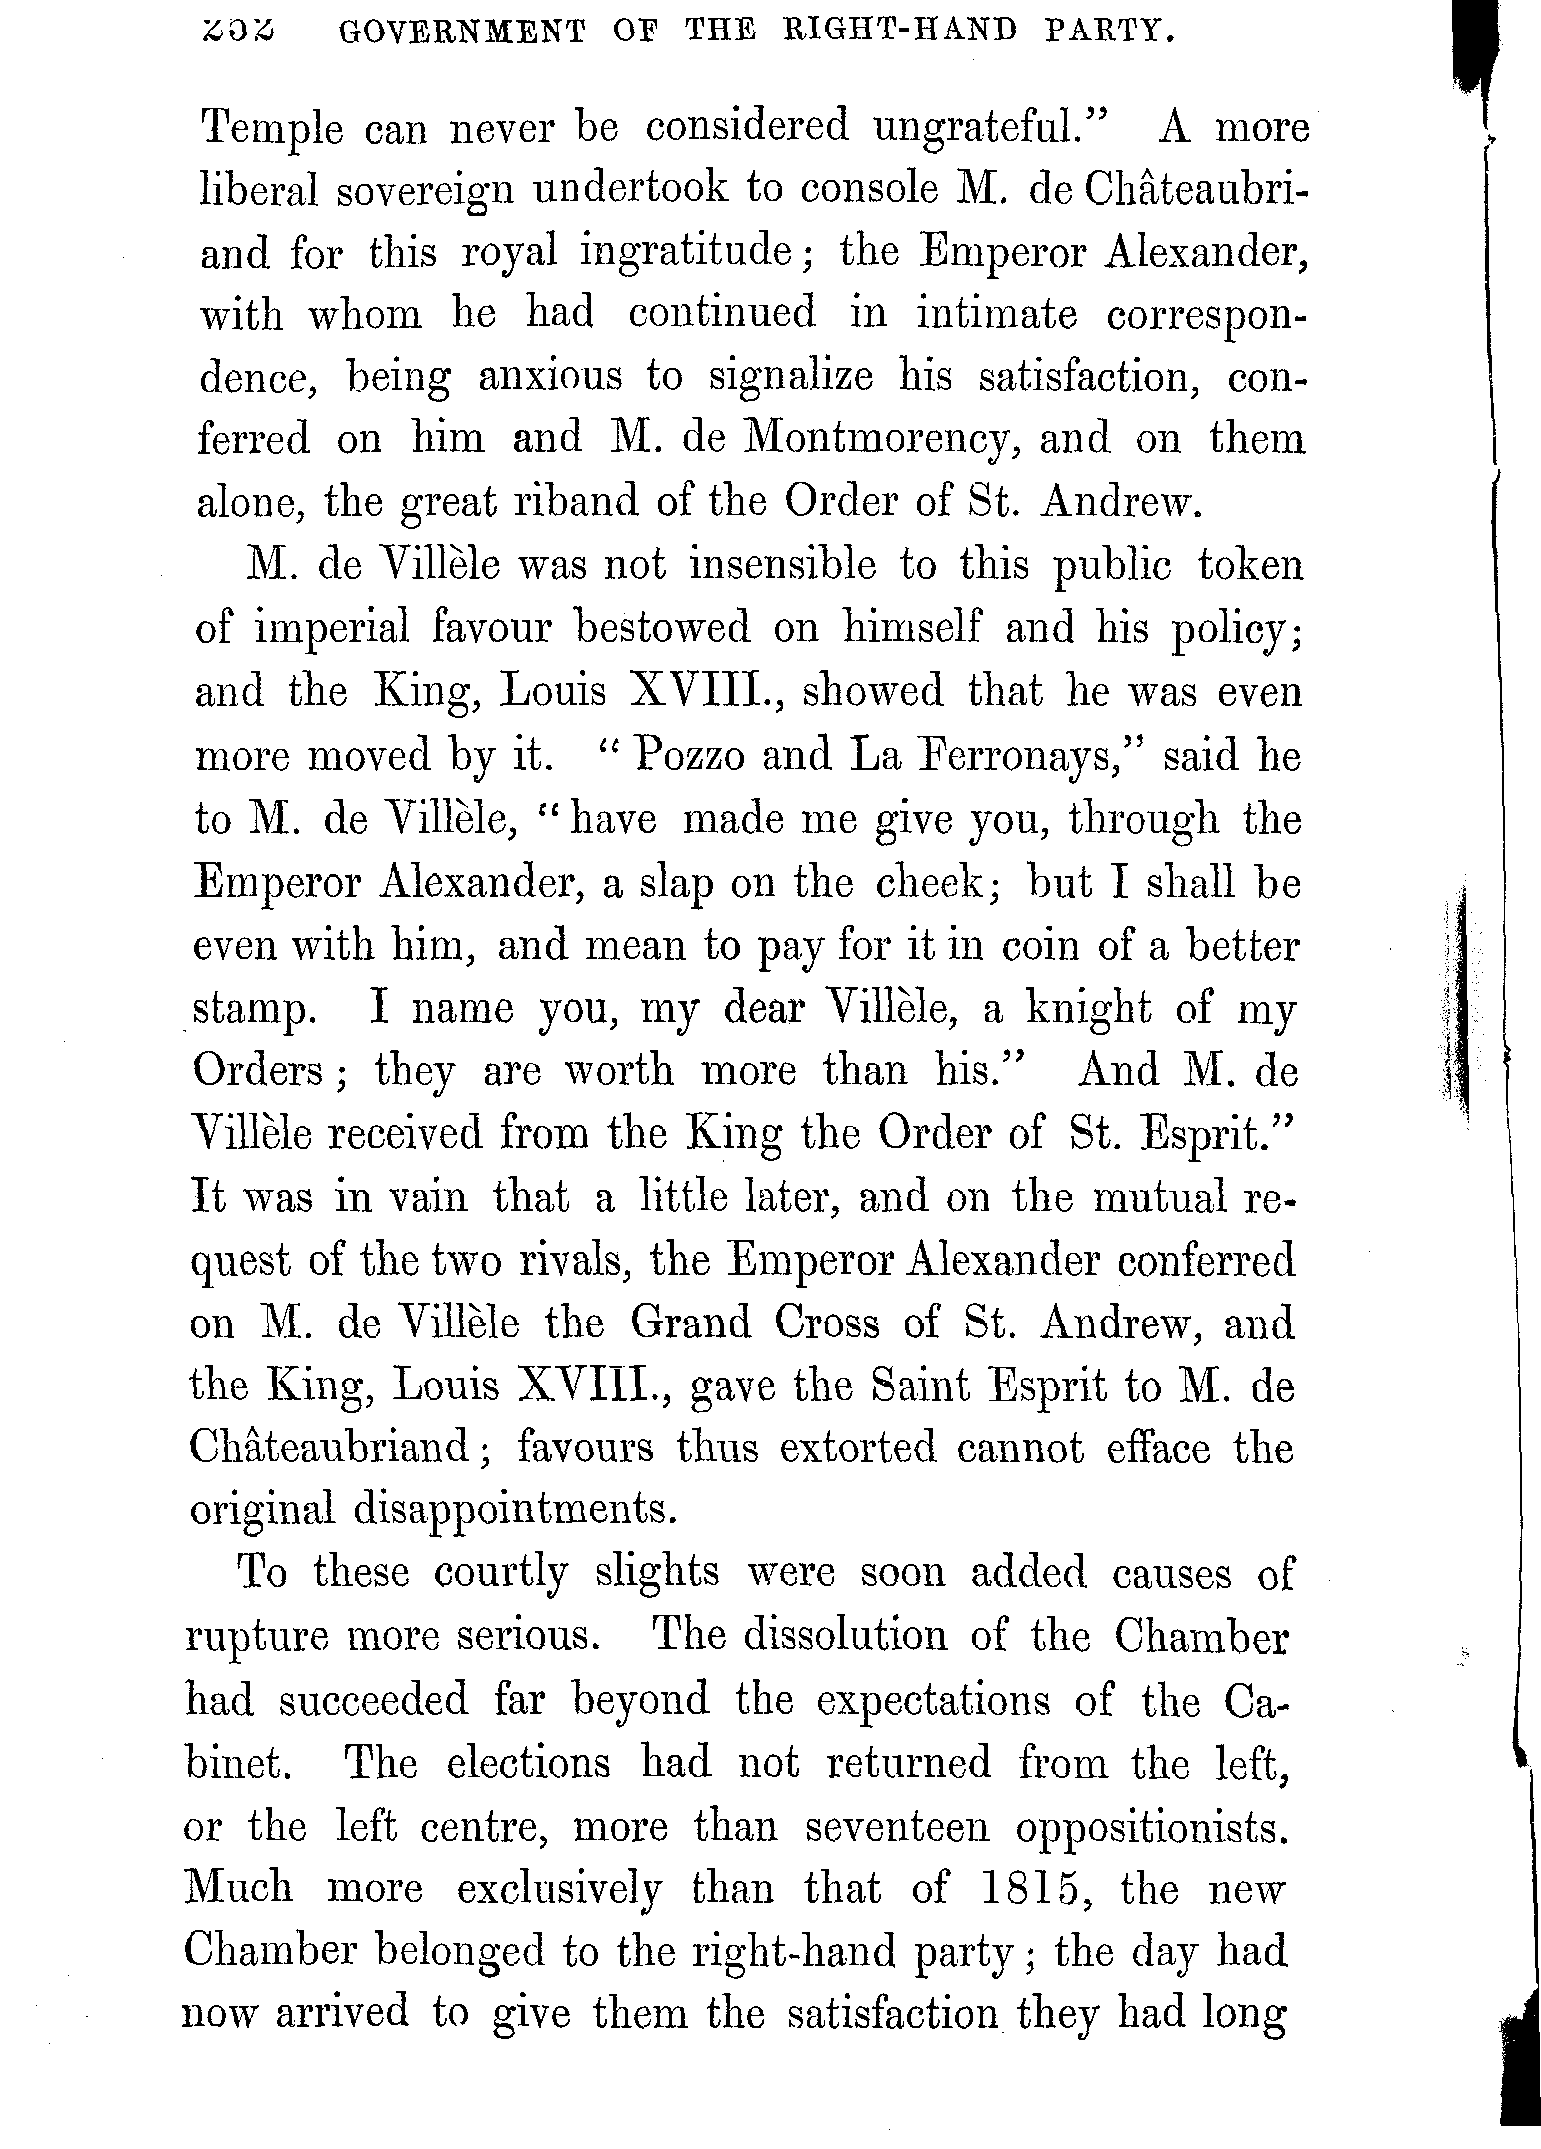 GOVERNMENT OF THE RIGHT-HAND PARTY.
Temple can never be considered ungrateful.” A more
liberal sovereign undertook to console M. de Châteaubri-
and for this royal ingratitude; the Emperor Alexander,
with whom he had continued in intimate correspon-
dence, being anxious to signalize his satisfaction, con-
ferred on him and M. de Montmorency, and on them
alone, the great riband of the Order of St. Andrew.
M. de Villèle was not insensible to this public token
of imperial favour bestowed on himself and his policy;
and the King, Louis XVIII., showed that he was even
more moved by it. “Pozzo and La Ferronays,” said he
to M. de Villèle, “have made me give you, through the
Emperor Alexander, a slap on the cheek; but I shall be
even with him, and mean to pay for it in coin of a better
stamp. I name you, my dear Villèle, a knight of my
Orders; they are worth more than his.” And M. de
Villèle received from the King the Order of St. Esprit.”
It was in vain that a little later, and on the mutual re-
quest of the two rivals, the Emperor Alexander conferred
on M. de Villèle the Grand Cross of St. Andrew, and
the King, Louis XVIII., gave the Saint Esprit to M. de
Châteaubriand; favours thus extorted cannot efface the
original disappointments.
To these courtly slights were soon added causes of
rupture more serious. The dissolution of the Chamber
had succeeded far beyond the expectations of the Ca-
binet. The elections had not returned from the left,
or the left centre, more than seventeen oppositionists.
Much more exclusively than that of 1815, the new
Chamber belonged to the right-hand party; the day had
now arrived to give them the satisfaction they had long